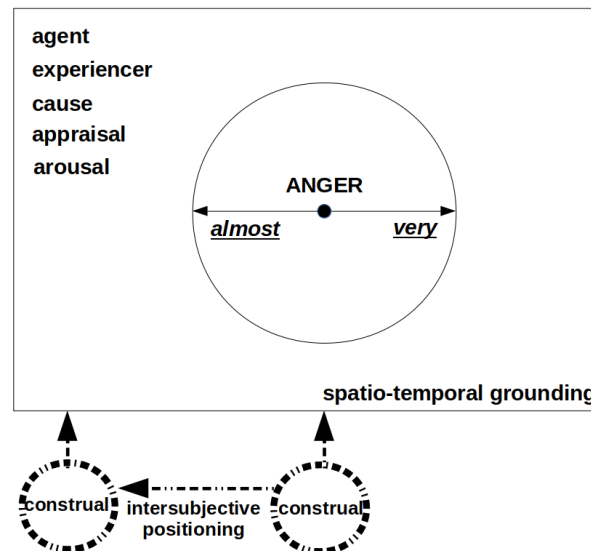 agent
experiencer
cause
appraisal
arousal
ANGER
almost
very
spatio-temporal grounding
construal
intersubjective
positioning
construal